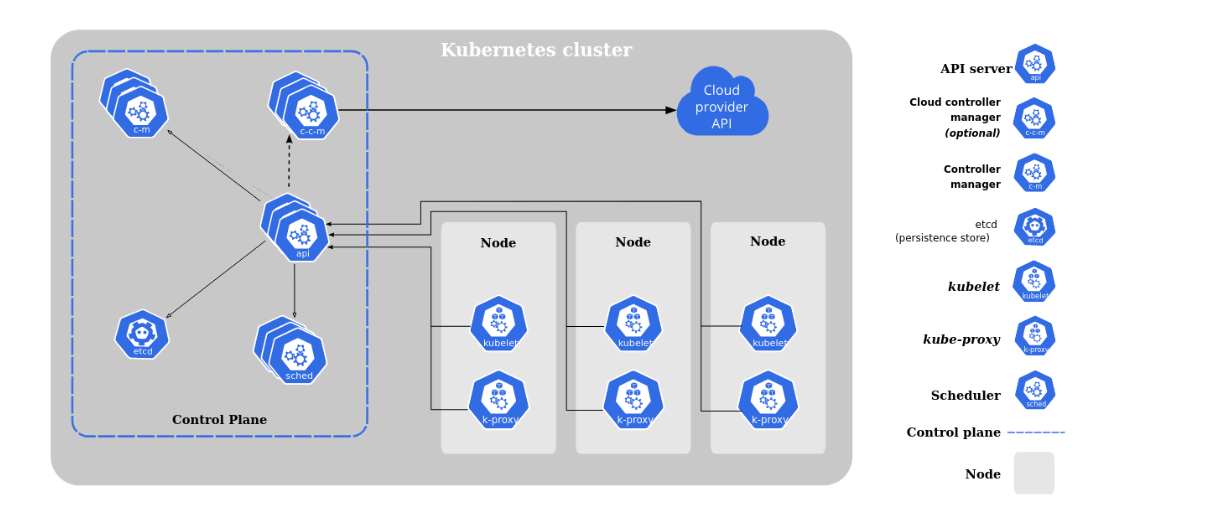 Kubernetes cluster
c-m
c-c-m
Cloud
provider
API
api
etcd
sched
Control Plane
Node
Node
Node
kubelet
kubelet
kubelet
k-proxy
k-proxy
k-proxy
API server
api
Cloud controller
manager
(optional)
c-c-m
Controller
manager
c-m
etcd
(persistence store)
etcd
kubelet
kubelet
kube-proxy
k-proxy
Scheduler
sched
Control plane
Node